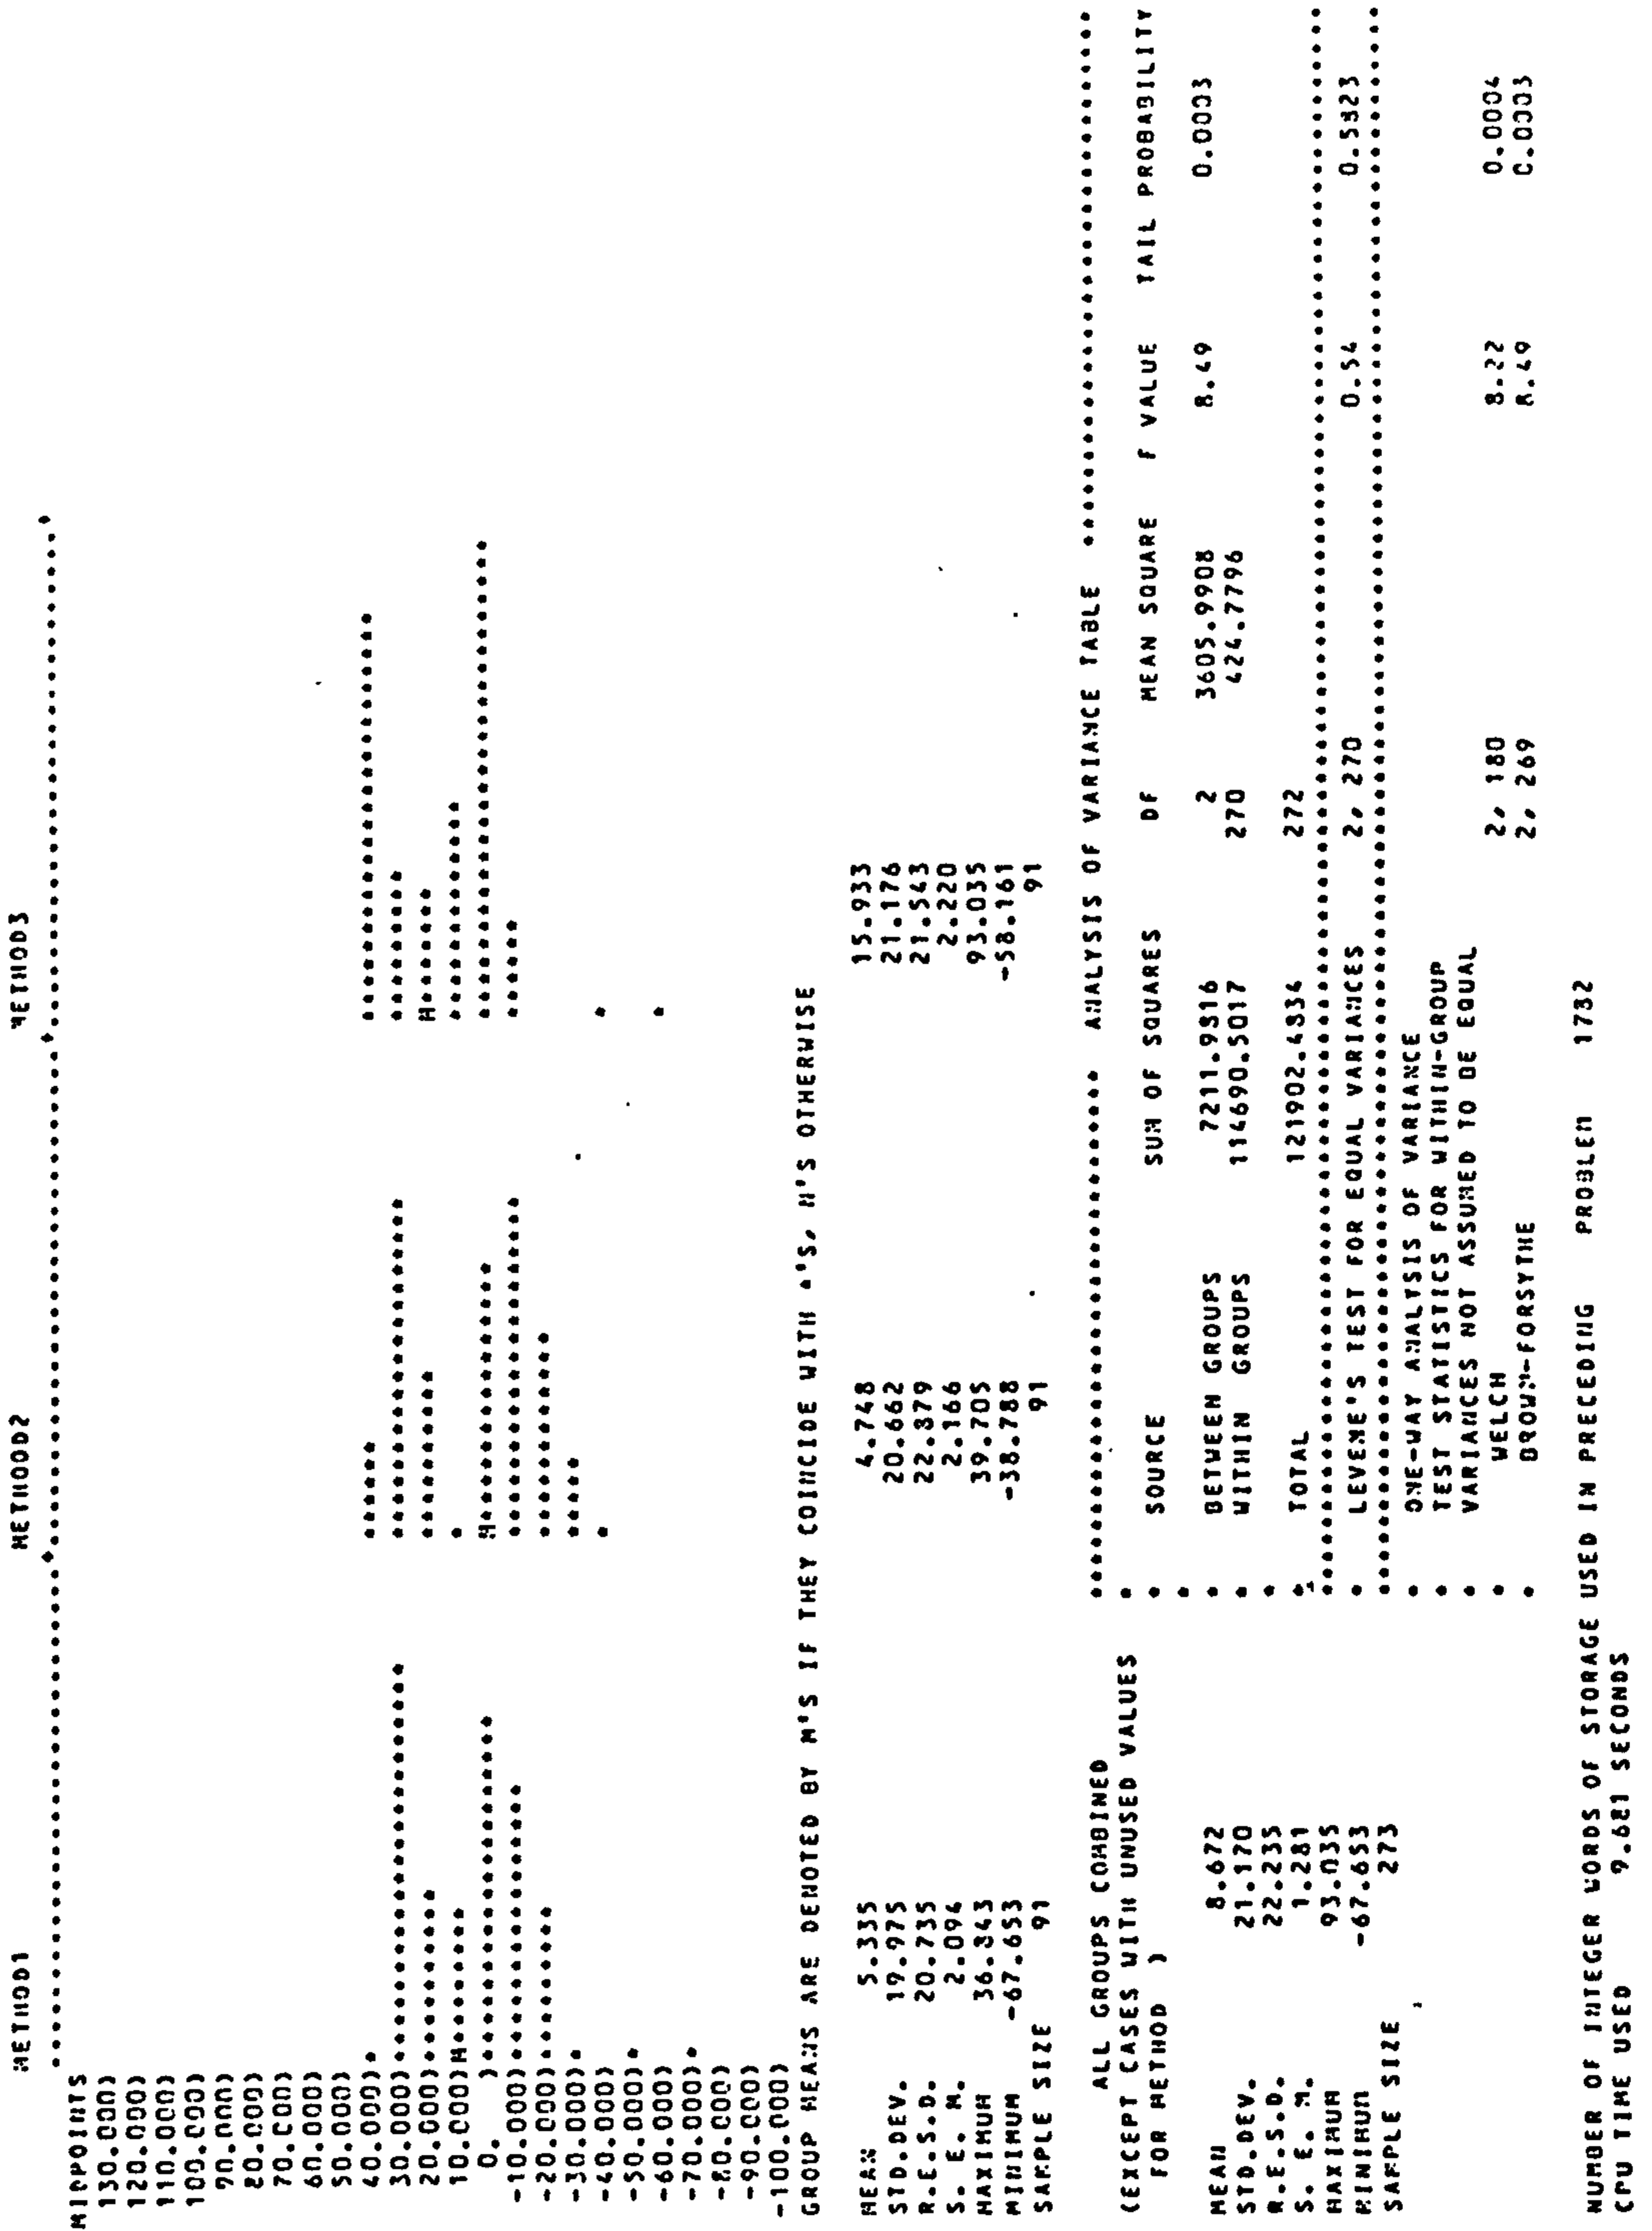 METHOD1 METHOD2 METHOD3
MIDPOINTS
130.000)
120.000)
110.000)
100.000)
90.000)
80.000)
70.000)
60.000)
50.000)
40.000)
30.000)
20.000)
10.000)M
0. ) M
-10.000)
-20.000)
-30.000)
-40.000)
-50.000)
-60.000)
-70.000)
-80.000)
-90.000)
-100.000)
GROUP MEANS ARE DENOTED BY M'S IF THEY COINCIDE WITH *'S, N'S OTHERWISE
MEAN 5.335 4.748 15.933
STD.DEV. 19.975 20.662 21.176
R.E.S.D. 20.735 22.879 21.543
S. E. M. 2.094 2.166 2.220
MAXIMUM 36.843 39.705 93.035
MINIMUM -67.653 -38.788 -58.161
SAMPLE SIZE 91 91 91
ALL GROUPS COMBINED
(EXCEPT CASES WITH UNUSED VALUES
FOR METHOD )
MEAN 8.672
STD.DEV. 21.170
R.E.S.D. 22.235
S. E. M. 1.281
MAXIMUM 93.035
MINIMUM -67.653
SAMPLE SIZE 273
ANALYSIS OF VARIANCE TABLE
SOURCE SUM OF SQUARES DF MEAN SQUARE F VALUE TAIL PROBABILITY
BETWEEN GROUPS 7211.9816 2 3605.9908 8.49 0.0003
WITHIN GROUPS 114690.5017 270 424.7796
TOTAL 121902.4834 272
LEVENE'S TEST FOR EQUAL VARIANCES 2, 270 0.54 0.5823
ONE-WAY ANALYSIS OF VARIANCE
TEST STATISTICS FOR WITHIN-GROUP
VARIANCES NOT ASSUMED TO BE EQUAL
WELCH 2, 180 8.22 0.0004
BROWN-FORSYTHE 2, 269 8.49 0.0003
NUMBER OF INTEGER WORDS OF STORAGE USED IN PRECEDING PROBLEM 1782
CPU TIME USED 9.681 SECONDS